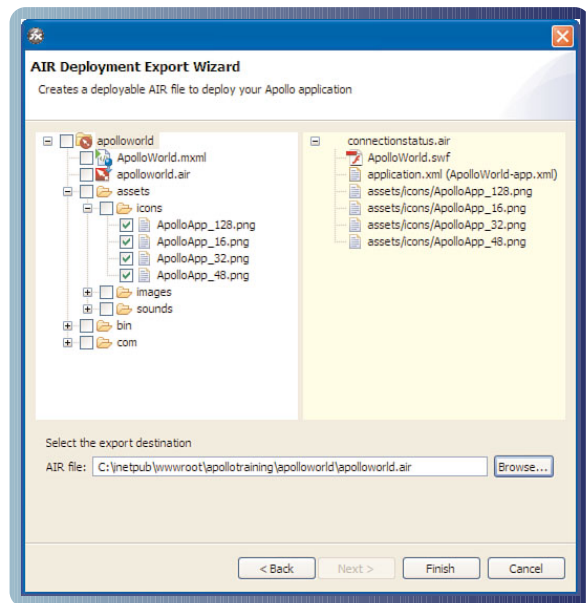 AIR Deployment Export Wizard
Creates a deployable AIR file to deploy your Apollo application
apolloworld
ApolloWorld.mxml
apolloworld.air
assets
icons
ApolloApp_128.png
ApolloApp_16.png
ApolloApp_32.png
ApolloApp_48.png
images
sounds
bin
com
connectionstatus.air
ApolloWorld.swf
application.xml (ApolloWorld-app.xml)
assets/icons/ApolloApp_128.png
assets/icons/ApolloApp_16.png
assets/icons/ApolloApp_32.png
assets/icons/ApolloApp_48.png
Select the export destination
AIR file: C:\inetpub\wwwroot\apollotraining\apolloworld\apolloworld.air Browse...
< Back Next > Finish Cancel